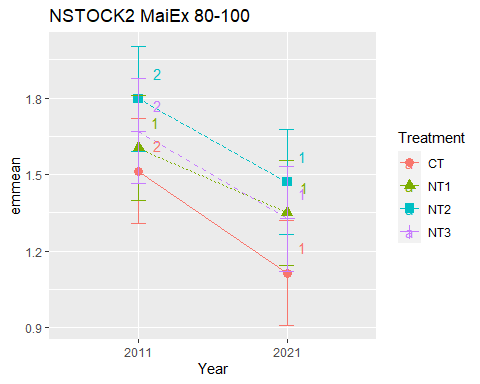 NSTOCK2 MaiEx 80-100
emmean
1.8
1.5
1.2
0.9
2
2
1
2
1
1
1
1
2011
2021
Year
Treatment
a CT
a NT1
a NT2
a NT3